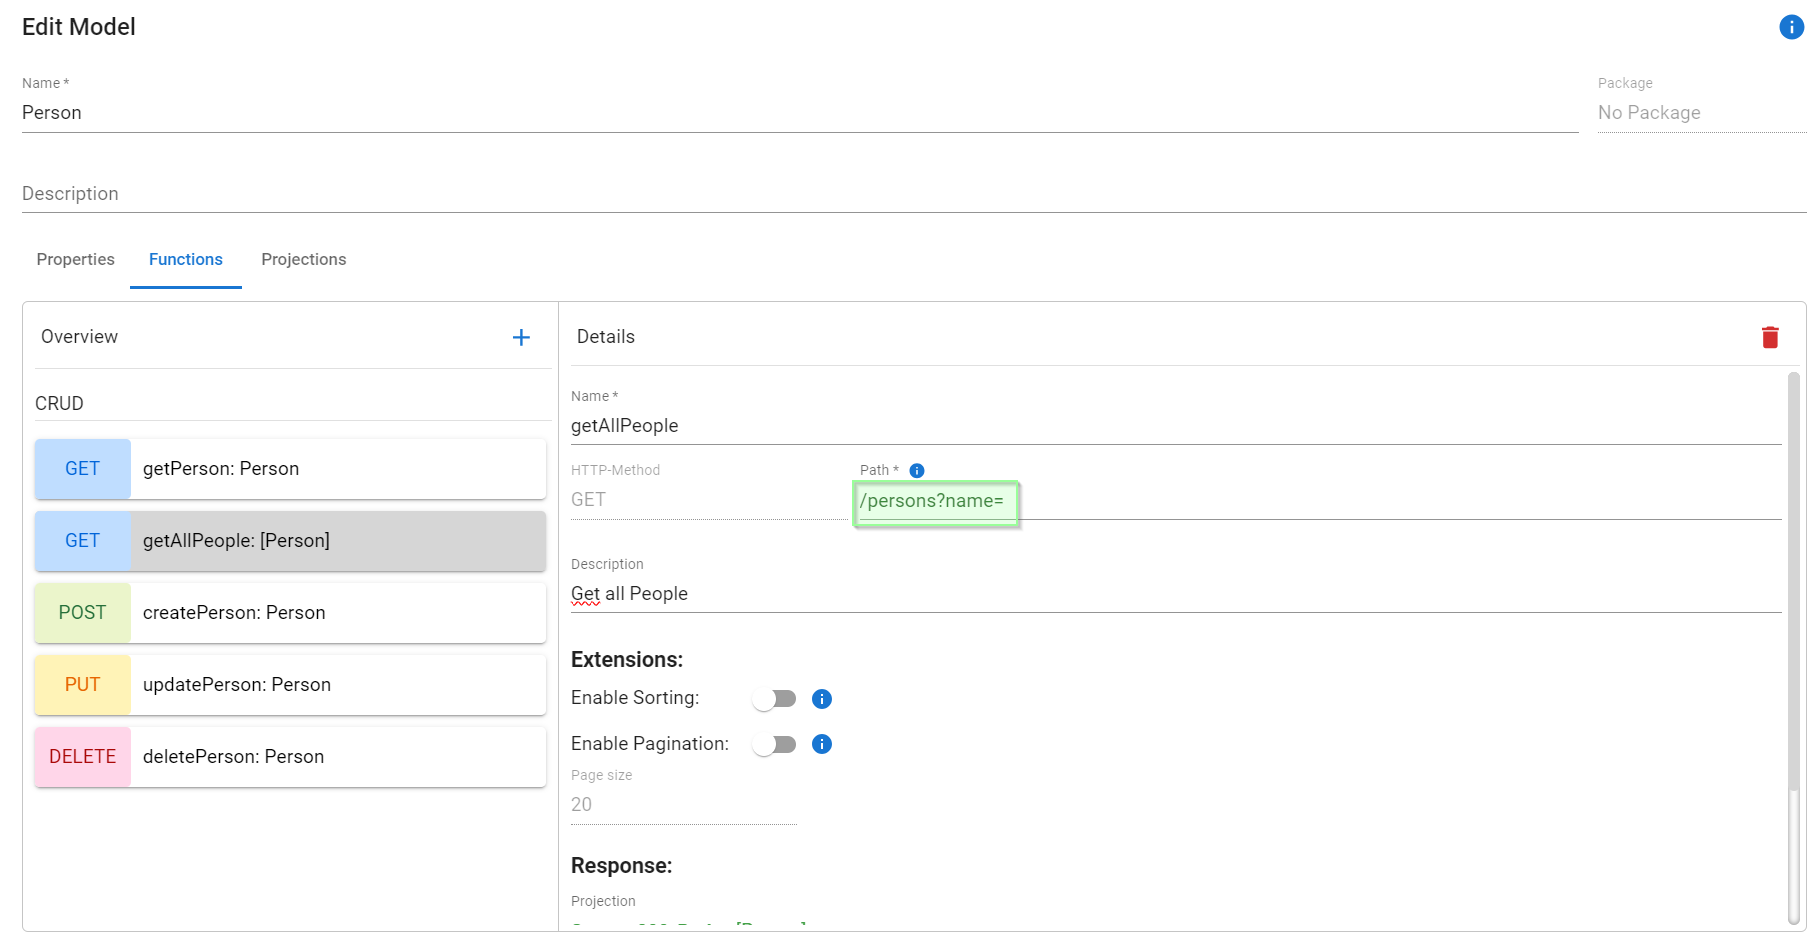 Edit Model
Name *
Package
Person
No Package
Description
Properties
Functions
Projections
Overview
Details
CRUD
GET
getPerson: Person
GET
getAllPeople: [Person]
POST
createPerson: Person
PUT
updatePerson: Person
DELETE
deletePerson: Person
Name *
getAllPeople
HTTP-Method
Path *
GET
/persons?name=
Description
Get all People
Extensions:
Enable Sorting:
Enable Pagination:
Page size
20
Response:
Projection